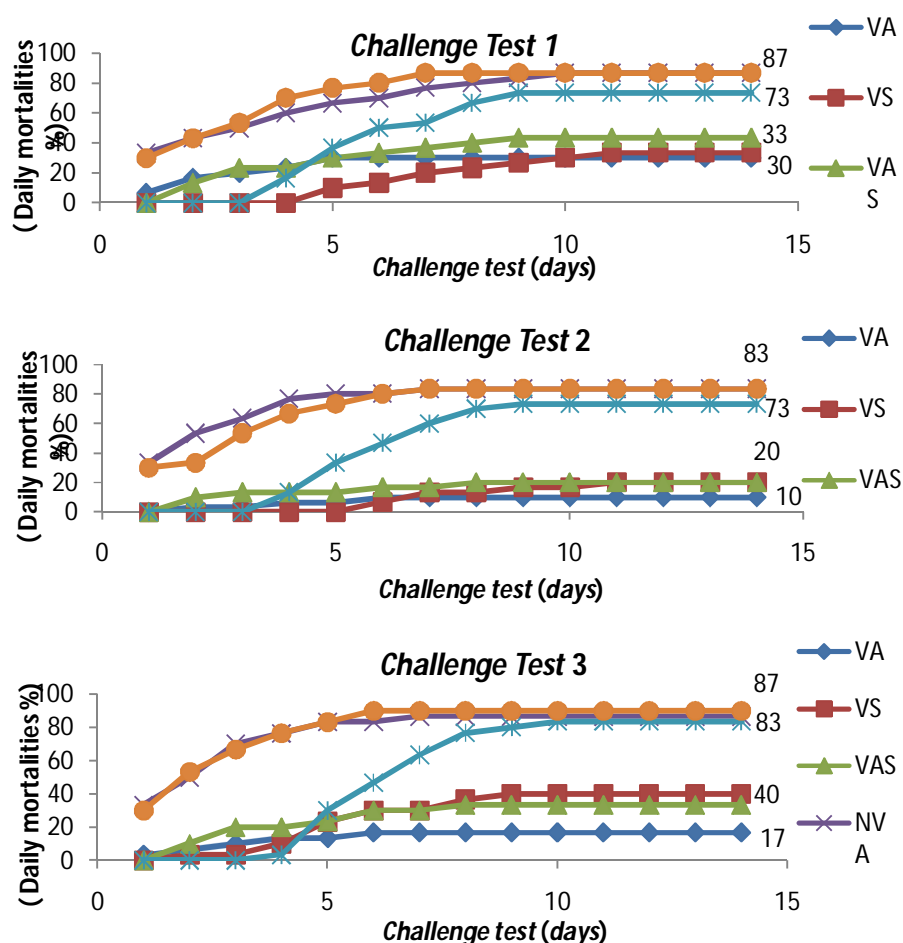 Challenge Test 1
(Daily mortalities
%)
100
80
60
40
20
0
0
5
10
15
Challenge test (days)
87
73
33
30
VA
VS
VA
S
Challenge Test 2
(Daily mortalities
%)
100
80
60
40
20
0
0
5
10
15
Challenge test (days)
83
73
20
10
VA
VS
VAS
Challenge Test 3
(Daily mortalities %)
100
80
60
40
20
0
0
5
10
15
Challenge test (days)
87
83
40
17
VA
VS
VAS
NV
A